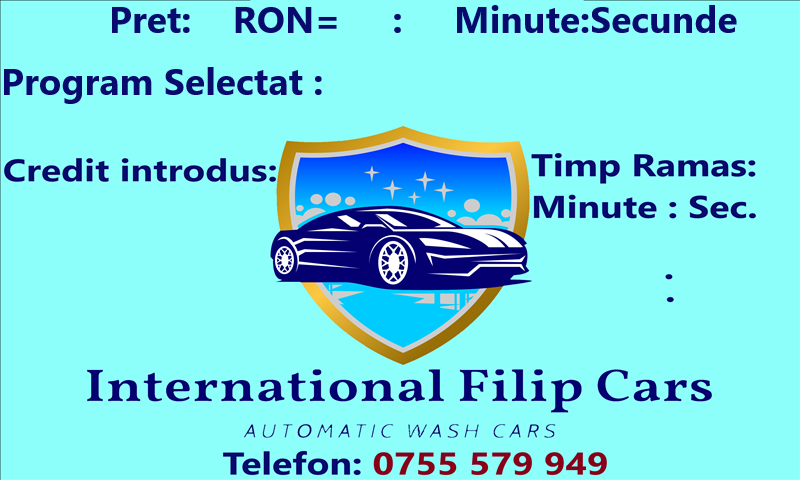 Pret: RON= : Minute:Secunde
Program Selectat :
Credit introdus:
Timp Ramas:
Minute : Sec.
:
International Filip Cars
AUTOMATIC WASH CARS
Telefon: 0755 579 949